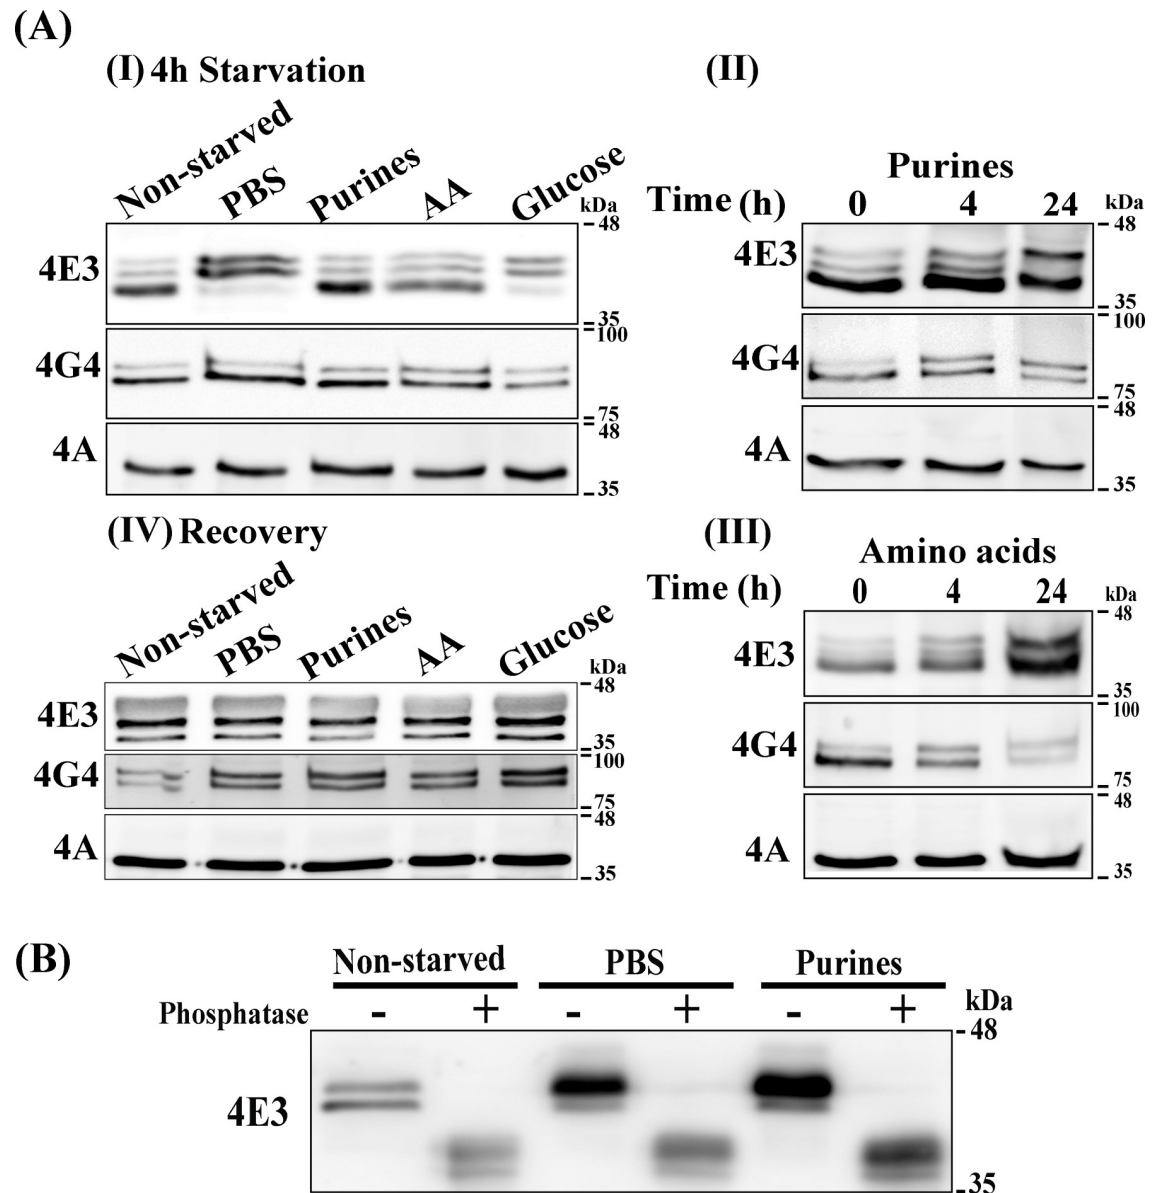 (A)
(I) 4h Starvation
Non-starved PBS Purines AA Glucose
kDa
48
4E3
35
100
4G4
75
48
4A
35
(II)
Purines
Time (h) 0 4 24 kDa
48
4E3
35
100
4G4
75
48
4A
35
(IV) Recovery
Non-starved PBS Purines AA Glucose
kDa
48
4E3
35
100
4G4
75
48
4A
35
(III)
Amino acids
Time (h) 0 4 24 kDa
48
4E3
35
100
4G4
75
48
4A
35
(B)
Non-starved PBS Purines
Phosphatase - + - + - + kDa
48
4E3
35